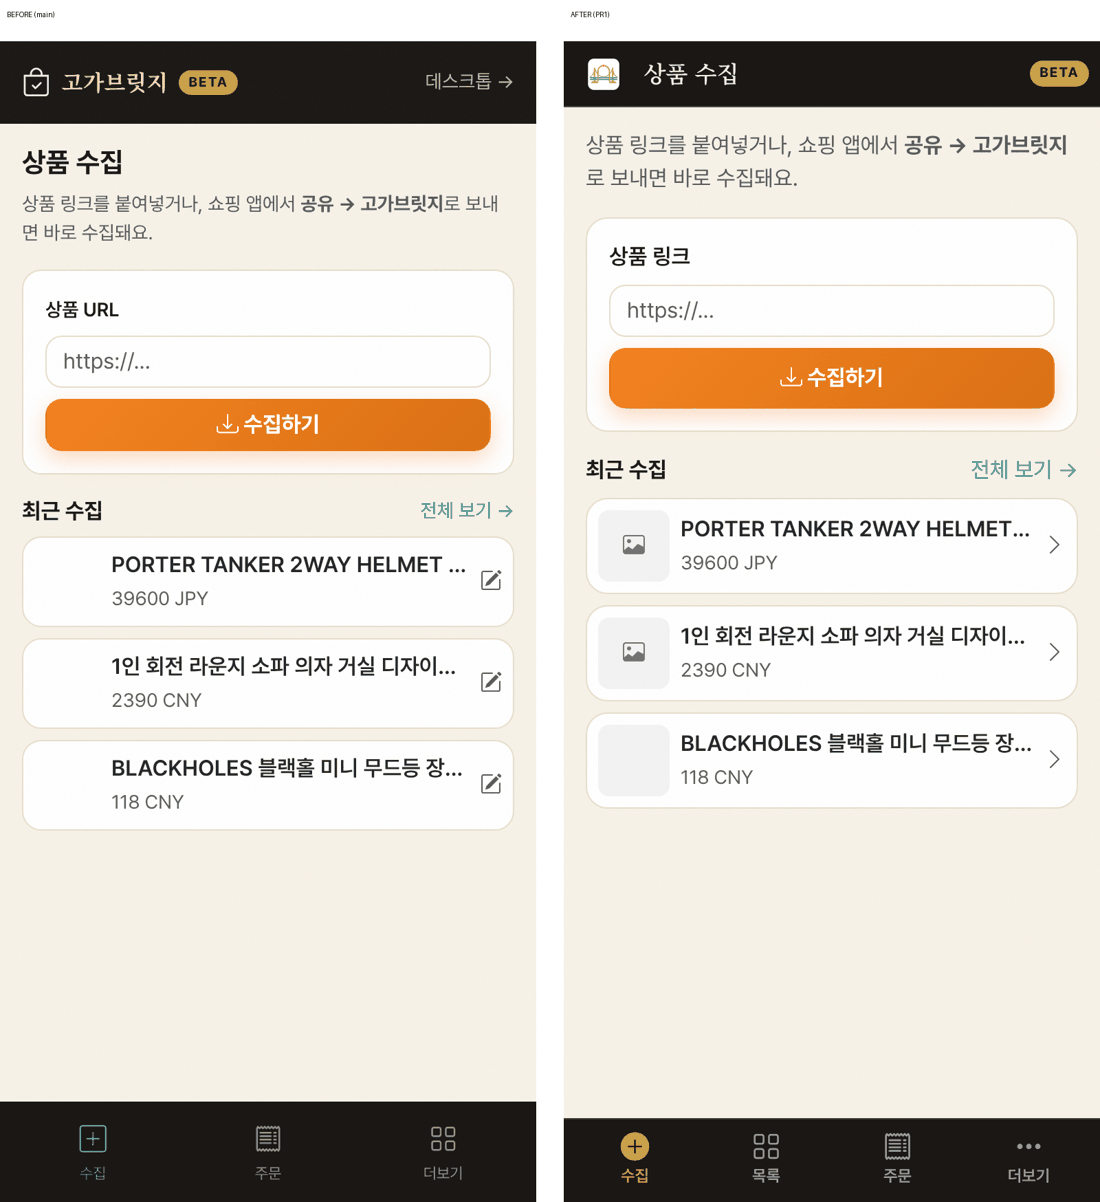 BEFORE (main)
고가브릿지 BETA 데스크톱 →
상품 수집
상품 링크를 붙여넣거나, 쇼핑 앱에서 공유 → 고가브릿지로 보내
면 바로 수집돼요.
상품 URL
https://...
수집하기
최근 수집 전체 보기 →
PORTER TANKER 2WAY HELMET ...
39600 JPY
1인 회전 라운지 소파 의자 거실 디자이...
2390 CNY
BLACKHOLES 블랙홀 미니 무드등 장...
118 CNY
수집 주문 더보기
AFTER (PR1)
상품 수집 BETA
상품 링크를 붙여넣거나, 쇼핑 앱에서 공유 → 고가브릿지
로 보내면 바로 수집돼요.
상품 링크
https://...
수집하기
최근 수집 전체 보기 →
PORTER TANKER 2WAY HELMET...
39600 JPY
1인 회전 라운지 소파 의자 거실 디자이...
2390 CNY
BLACKHOLES 블랙홀 미니 무드등 장...
118 CNY
수집 목록 주문 더보기